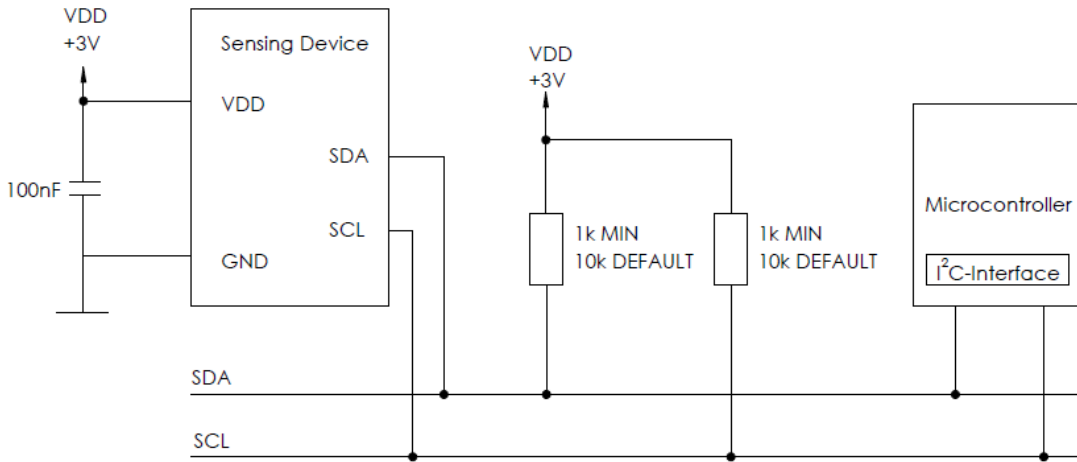 VDD
+3V
Sensing Device
VDD
SDA
SCL
GND
100nF
VDD
+3V
1k MIN
10k DEFAULT
1k MIN
10k DEFAULT
Microcontroller
I²C-Interface
SDA
SCL